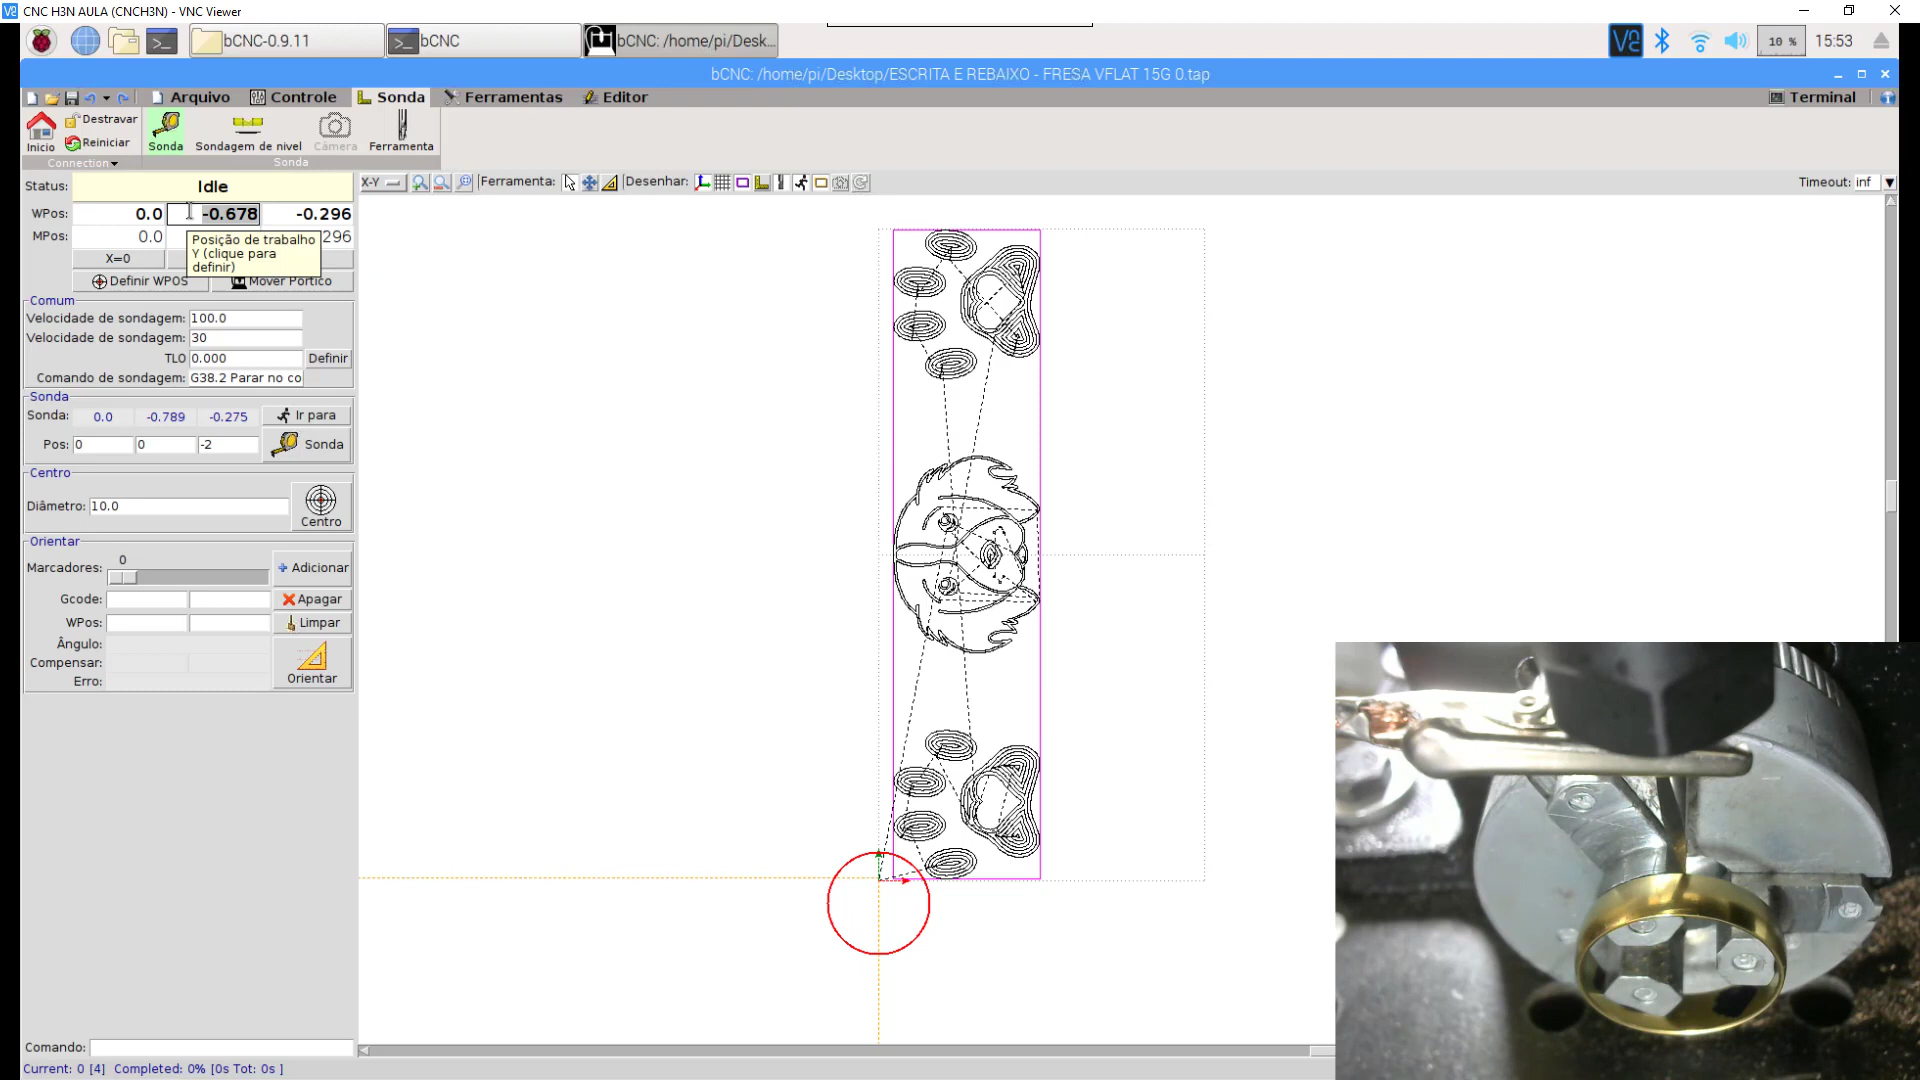 CNC H3N AULA (CNCH3N) - VNC Viewer
bCNC-0.9.11
bCNC
bCNC: /home/pi/Desk...
10 %
15:53
bCNC: /home/pi/Desktop/ESCRITA E REBAIXO - FRESA VFLAT 15G 0.tap
Arquivo
Controle
Sonda
Ferramentas
Editor
Terminal
Inicio
Destravar
Reiniciar
Connection
Sonda
Sondagem de nivel
Câmera
Ferramenta
Sonda
Status:
Idle
X-Y
Ferramenta:
Desenhar:
Timeout: inf
WPos:
0.0
-0.678
-0.296
MPos:
0.0
296
Posição de trabalho
Y (clique para
definir)
X=0
Definir WPOS
Mover Pórtico
Comum
Velocidade de sondagem: 100.0
Velocidade de sondagem: 30
TLO 0.000
Definir
Comando de sondagem: G38.2 Parar no co
Sonda
Sonda:
0.0
-0.789
-0.275
Ir para
Pos: 0
0
-2
Sonda
Centro
Diâmetro: 10.0
Centro
Orientar
0
Marcadores:
+ Adicionar
Gcode:
Apagar
WPos:
Limpar
Ângulo:
Compensar:
Erro:
Orientar
Comando:
Current: 0 [4]
Completed: 0% [0s Tot: 0s ]